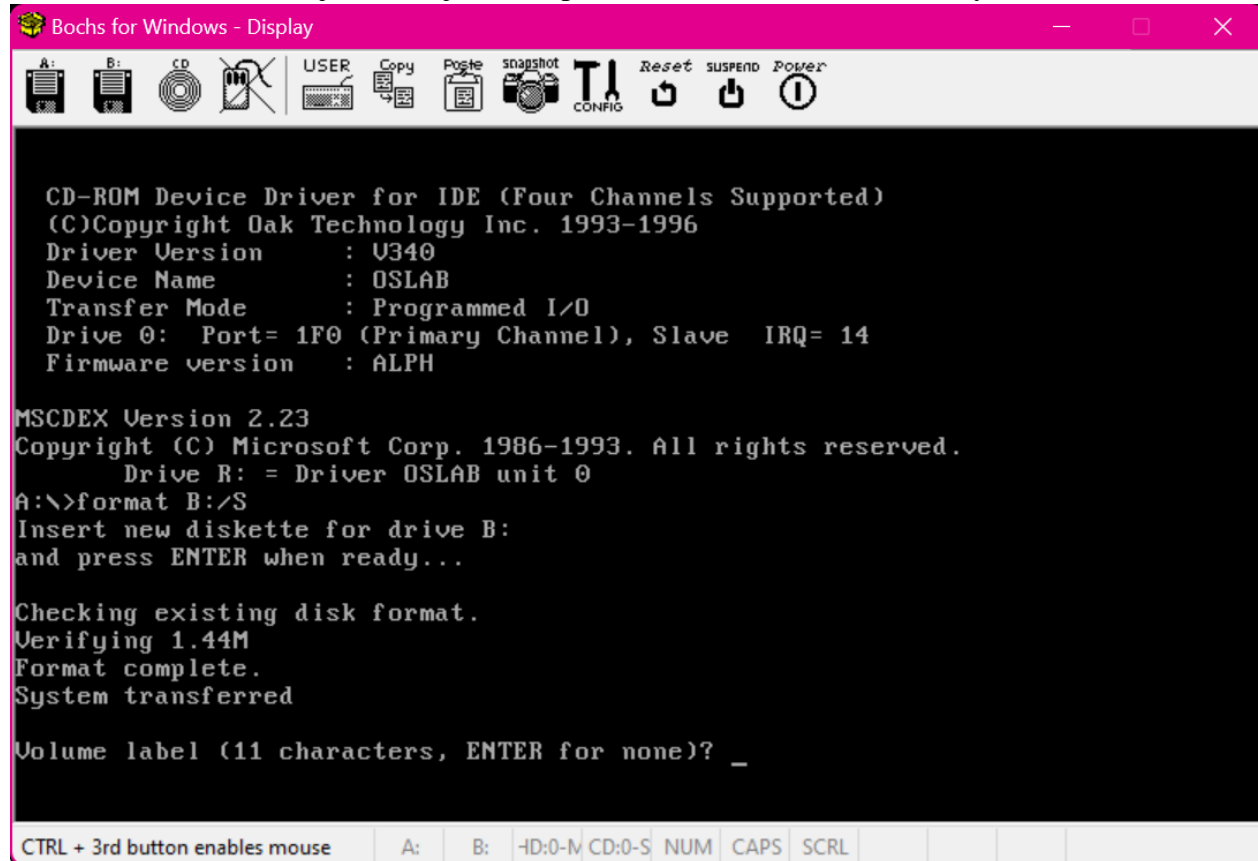 Bochs for Windows - Display
A: B: CD USER Copy Paste snapshot CONFIG Reset SUSPEND Power
CD-ROM Device Driver for IDE (Four Channels Supported)
(C)Copyright Oak Technology Inc. 1993-1996
Driver Version : V340
Device Name : OSLAB
Transfer Mode : Programmed I/O
Drive 0: Port= 1F0 (Primary Channel), Slave IRQ= 14
Firmware version : ALPH
MSCDEX Version 2.23
Copyright (C) Microsoft Corp. 1986-1993. All rights reserved.
Drive R: = Driver OSLAB unit 0
A:\>format B:/S
Insert new diskette for drive B:
and press ENTER when ready...
Checking existing disk format.
Verifying 1.44M
Format complete.
System transferred
Volume label (11 characters, ENTER for none)? _
CTRL + 3rd button enables mouse A: B: HD:0-M CD:0-S NUM CAPS SCRL